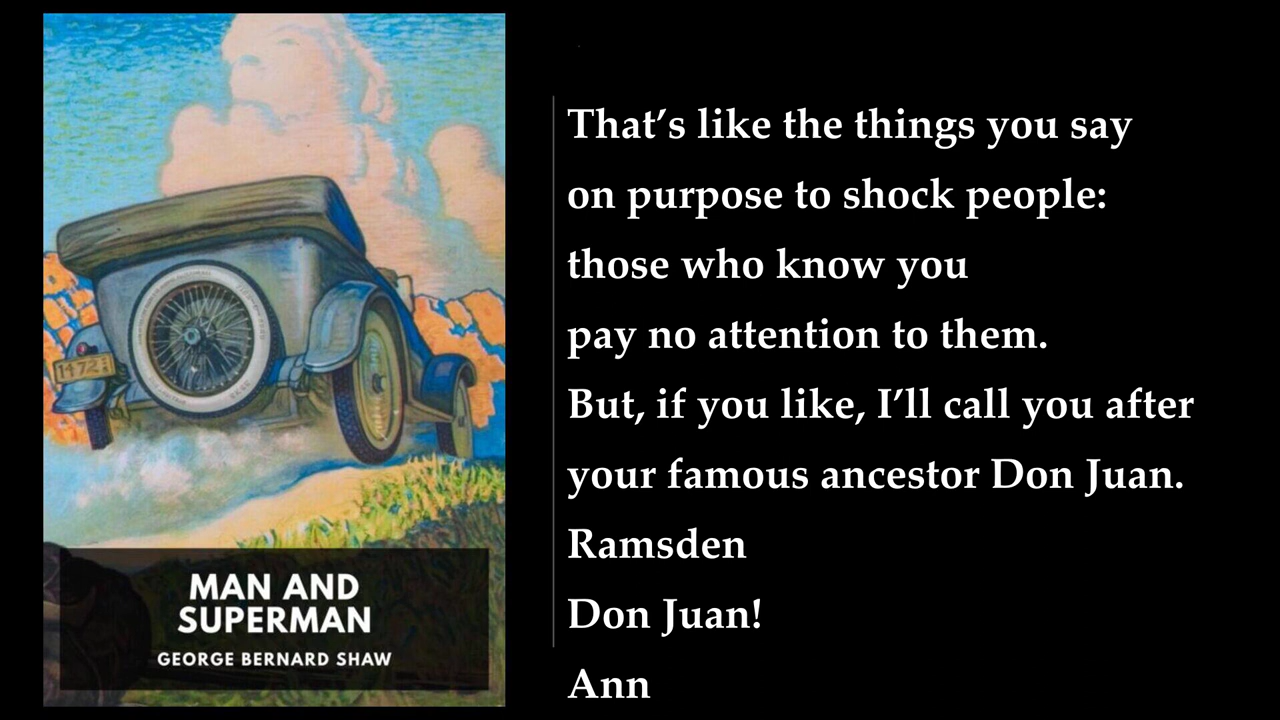 1472
MAN AND
SUPERMAN
GEORGE BERNARD SHAW
That’s like the things you say
on purpose to shock people:
those who know you
pay no attention to them.
But, if you like, I’ll call you after
your famous ancestor Don Juan.
Ramsden
Don Juan!
Ann